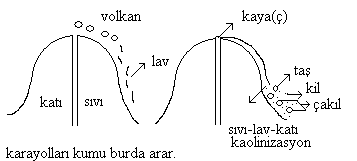 volkan
kaya(ç)
lav
taş
kil
katı
sıvı
çakıl
sıvı-lav-katı
kaolinizasyon
karayolları kumu burda arar.